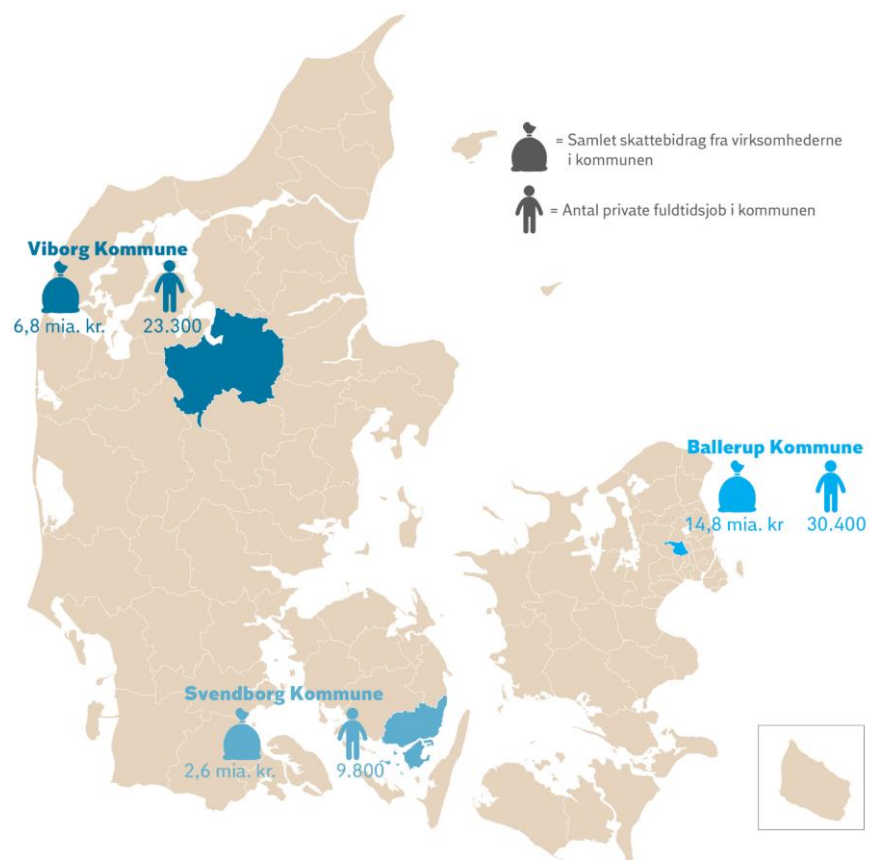 = Samlet skattebidrag fra virksomhederne
i kommunen
= Antal private fuldtidsjob i kommunen
Viborg Kommune
6,8 mia. kr.
23.300
Ballerup Kommune
14,8 mia. kr
30.400
Svendborg Kommune
2,6 mia. kr.
9.800